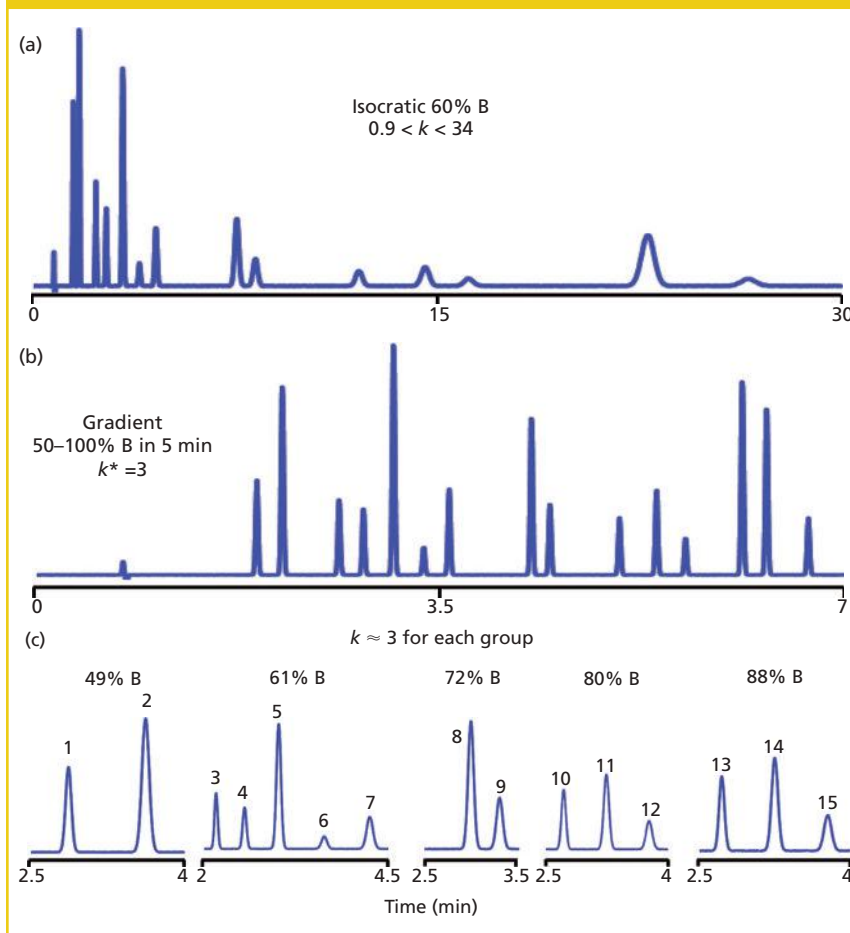 (a)
Isocratic 60% B
0.9 < k < 34
0 15 30
(b)
Gradient
50–100% B in 5 min
k* =3
0 3.5 7
(c)
k ≈ 3 for each group
49% B 61% B 72% B 80% B 88% B
1 2 3 4 5 6 7 8 9 10 11 12 13 14 15
2.5 4 2 4.5 2.5 3.5 2.5 4 2.5 4
Time (min)